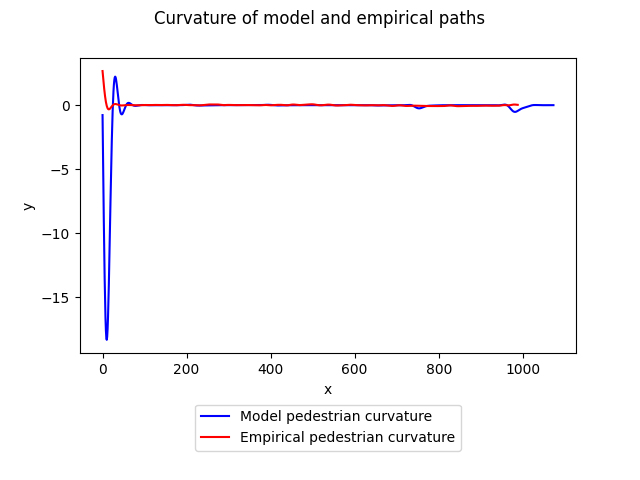 Curvature of model and empirical paths
0
−5
−10
−15
y
0 200 400 600 800 1000
x
Model pedestrian curvature
Empirical pedestrian curvature